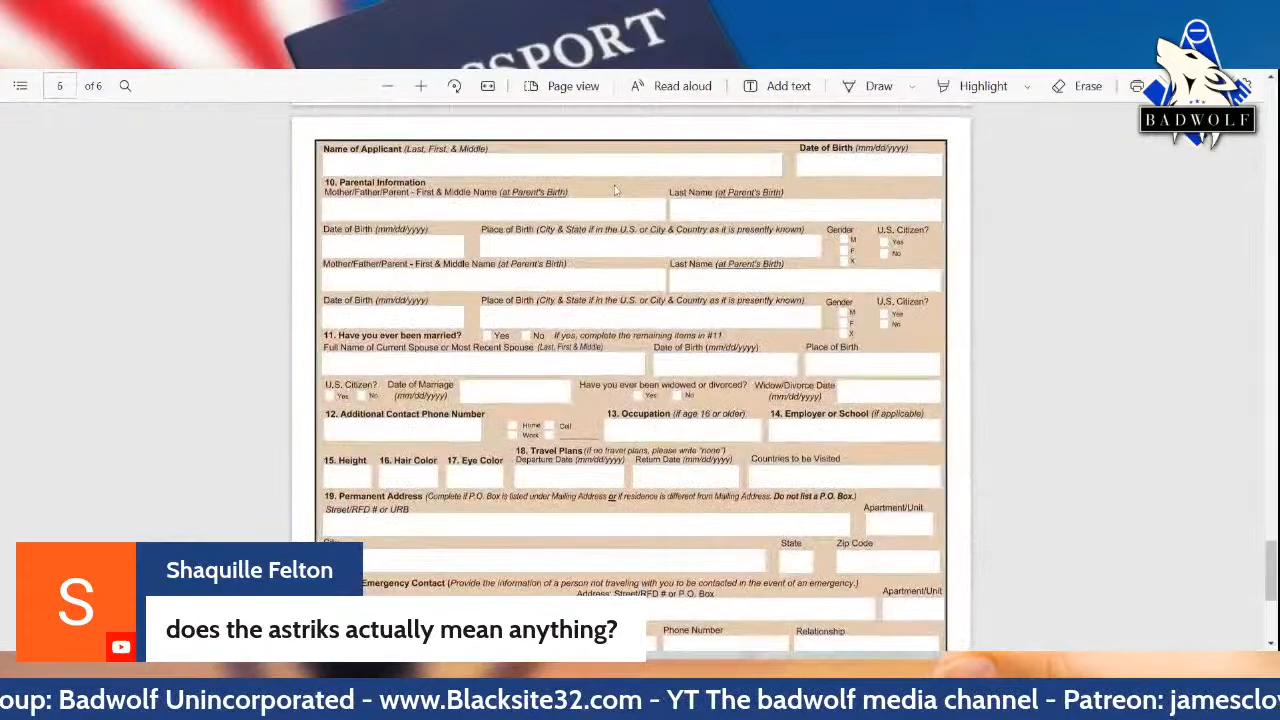 SSPORT
BADWOLF
5 of 6 Page view Read aloud Add text Draw Highlight Erase
Name of Applicant (Last, First, & Middle) Date of Birth (mm/dd/yyyy)
10. Parental Information
Mother/Father/Parent - First & Middle Name (at Parent's Birth) Last Name (at Parent's Birth)
Date of Birth (mm/dd/yyyy) Place of Birth (City & State if in the U.S. or City & Country as it is presently known) Gender U.S. Citizen?
M Yes
F No
X
Mother/Father/Parent - First & Middle Name (at Parent's Birth) Last Name (at Parent's Birth)
Date of Birth (mm/dd/yyyy) Place of Birth (City & State if in the U.S. or City & Country as it is presently known) Gender U.S. Citizen?
M Yes
F No
X
11. Have you ever been married? Yes No If yes, complete the remaining items in #11
Full Name of Current Spouse or Most Recent Spouse (Last, First & Middle) Date of Birth (mm/dd/yyyy) Place of Birth
U.S. Citizen? Date of Marriage Have you ever been widowed or divorced? Widow/Divorce Date
Yes No (mm/dd/yyyy) Yes No (mm/dd/yyyy)
12. Additional Contact Phone Number 13. Occupation (if age 16 or older) 14. Employer or School (if applicable)
Home Cell
Work
18. Travel Plans (if no travel plans, please write "none")
15. Height 16. Hair Color 17. Eye Color Departure Date (mm/dd/yyyy) Return Date (mm/dd/yyyy) Countries to be Visited
19. Permanent Address (Complete if P.O. Box is listed under Mailing Address or if residence is different from Mailing Address. Do not list a P.O. Box.)
Street/RFD # or URB Apartment/Unit
State Zip Code
Emergency Contact (Provide the information of a person not traveling with you to be contacted in the event of an emergency.)
Address: Street/RFD # or P.O. Box Apartment/Unit
Phone Number Relationship
S
Shaquille Felton
does the astriks actually mean anything?
oup: Badwolf Unincorporated - www.Blacksite32.com - YT The badwolf media channel - Patreon: jamesclo